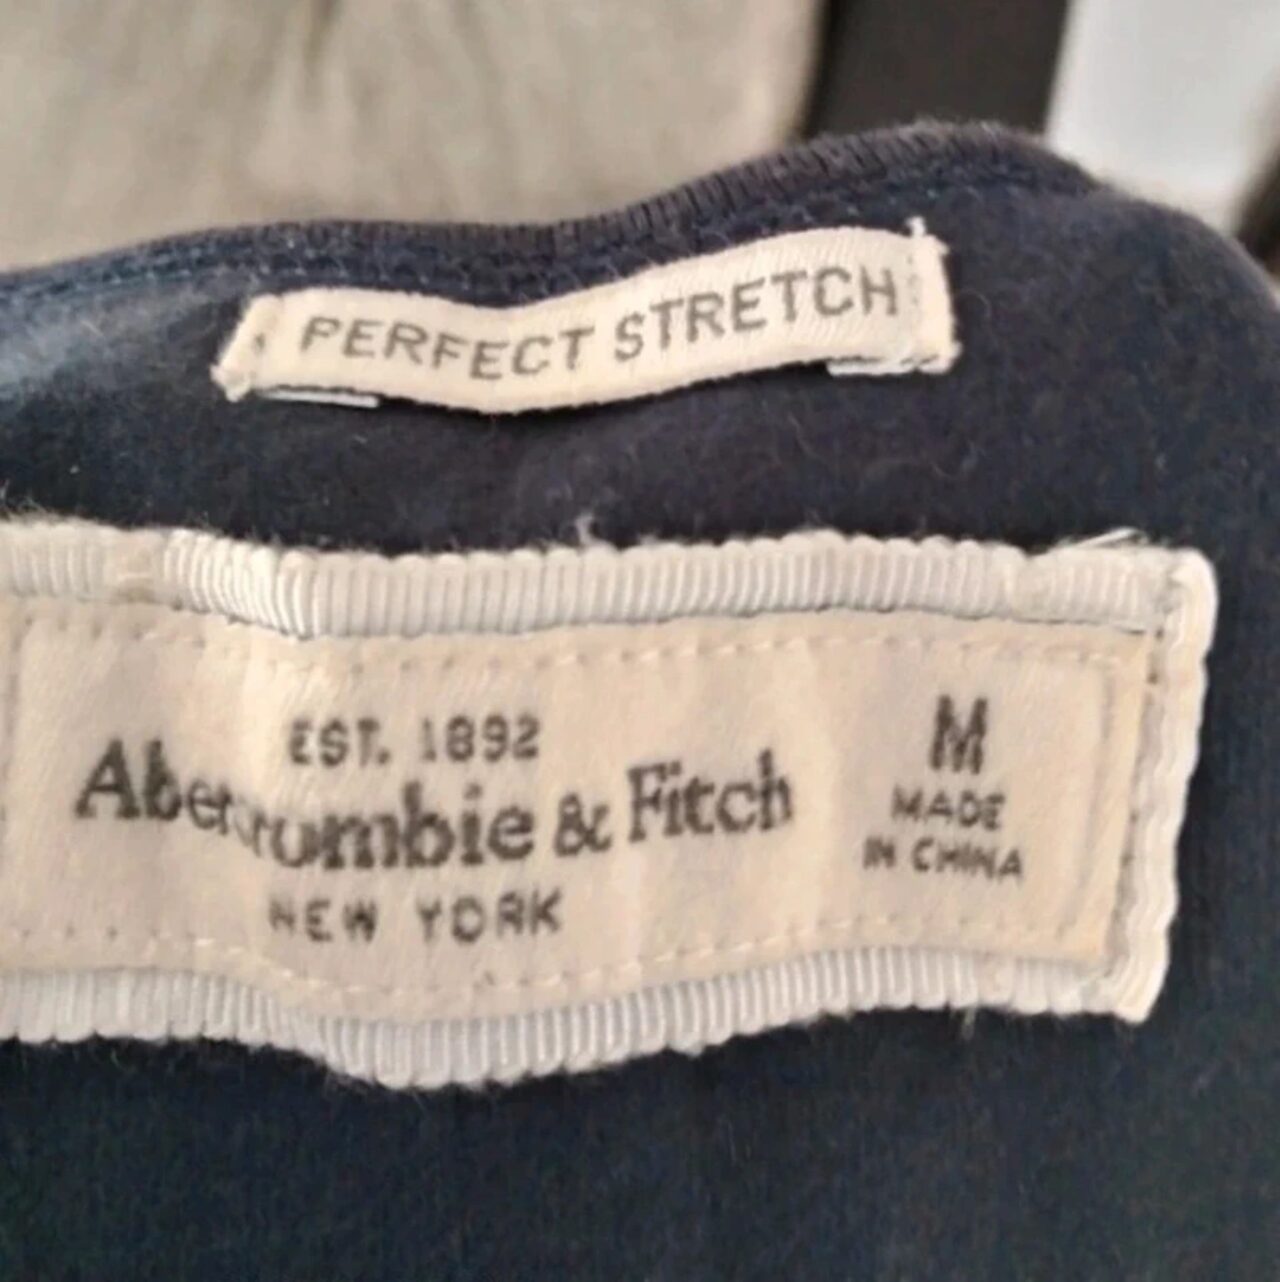 PERFECT STRETCH
EST. 1892
Abercrombie & Fitch
NEW YORK
M
MADE
IN CHINA